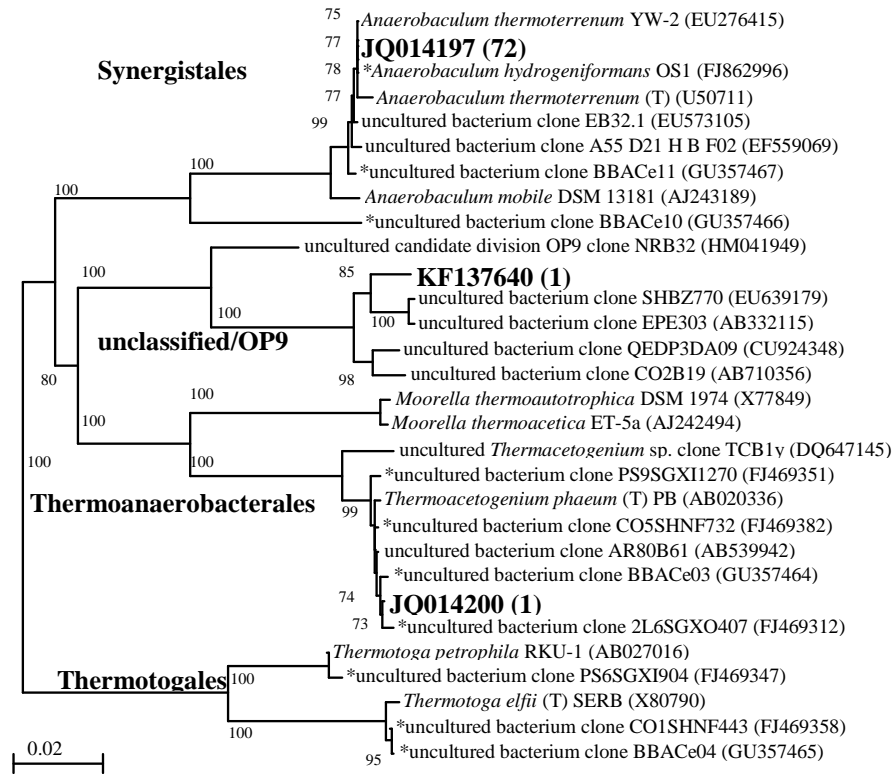 75
Anaerobaculum thermoterrenum YW-2 (EU276415)
77
JQ014197 (72)
Synergistales
78
*Anaerobaculum hydrogeniformans OS1 (FJ862996)
77
Anaerobaculum thermoterrenum (T) (U50711)
99
uncultured bacterium clone EB32.1 (EU573105)
uncultured bacterium clone A55 D21 H B F02 (EF559069)
100
*uncultured bacterium clone BBACe11 (GU357467)
100
Anaerobaculum mobile DSM 13181 (AJ243189)
*uncultured bacterium clone BBACe10 (GU357466)
uncultured candidate division OP9 clone NRB32 (HM041949)
100
85
KF137640 (1)
uncultured bacterium clone SHBZ770 (EU639179)
100
100
uncultured bacterium clone EPE303 (AB332115)
unclassified/OP9
uncultured bacterium clone QEDP3DA09 (CU924348)
80
98
uncultured bacterium clone CO2B19 (AB710356)
100
Moorella thermoautotrophica DSM 1974 (X77849)
100
Moorella thermoacetica ET-5a (AJ242494)
uncultured Thermacetogenium sp. clone TCB1y (DQ647145)
100
100
*uncultured bacterium clone PS9SGXI1270 (FJ469351)
Thermoanaerobacterales
99
Thermoacetogenium phaeum (T) PB (AB020336)
*uncultured bacterium clone CO5SHNF732 (FJ469382)
uncultured bacterium clone AR80B61 (AB539942)
*uncultured bacterium clone BBACe03 (GU357464)
74
JQ014200 (1)
73
*uncultured bacterium clone 2L6SGXO407 (FJ469312)
Thermotoga petrophila RKU-1 (AB027016)
Thermotogales
100
*uncultured bacterium clone PS6SGXI904 (FJ469347)
Thermotoga elfii (T) SERB (X80790)
100
*uncultured bacterium clone CO1SHNF443 (FJ469358)
0.02
95
*uncultured bacterium clone BBACe04 (GU357465)